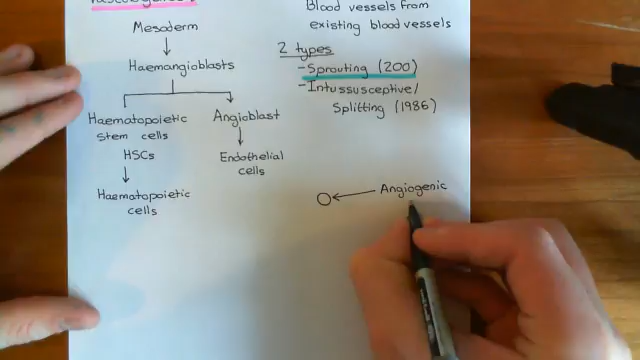 Mesoderm
Haemangioblasts
Haematopoietic
stem cells
HSCs
Haematopoietic
cells
Angioblast
Endothelial
cells
Blood vessels from
existing blood vessels
2 types
- Sprouting (200)
- Intussusceptive/
Splitting (1986)
Angiogenic